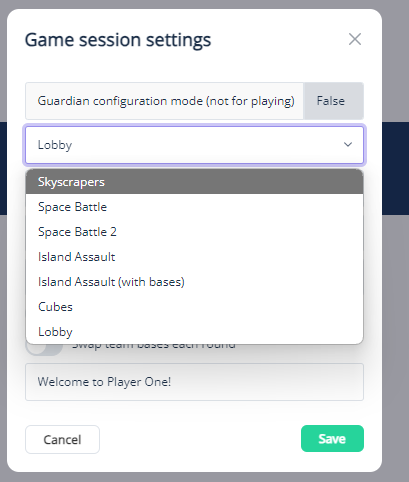 Game session settings
Guardian configuration mode (not for playing) False
Lobby
Skyscrapers
Space Battle
Space Battle 2
Island Assault
Island Assault (with bases)
Cubes
Lobby
Swap team bases each round
Welcome to Player One!
Cancel Save